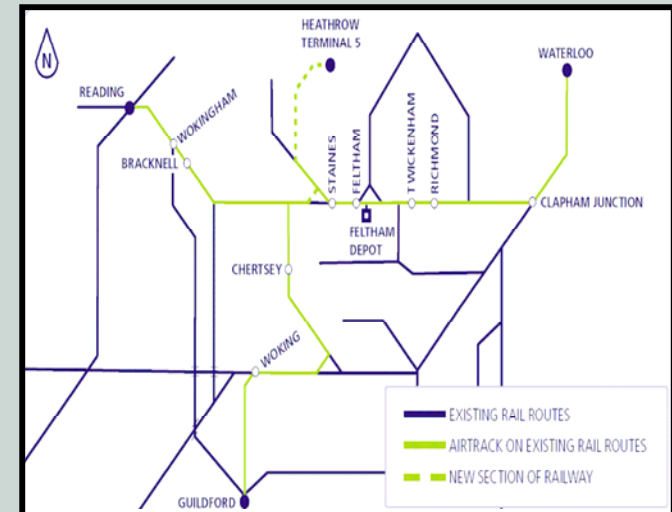 HEATHROW
TERMINAL 5
WATERLOO
N
READING
WOKINGHAM
BRACKNELL
STAINES
FELTHAM
TWICKENHAM
RICHMOND
CLAPHAM JUNCTION
FELTHAM
DEPOT
CHERTSEY
WOKING
EXISTING RAIL ROUTES
AIRTRACK ON EXISTING RAIL ROUTES
NEW SECTION OF RAILWAY
GUILDFORD